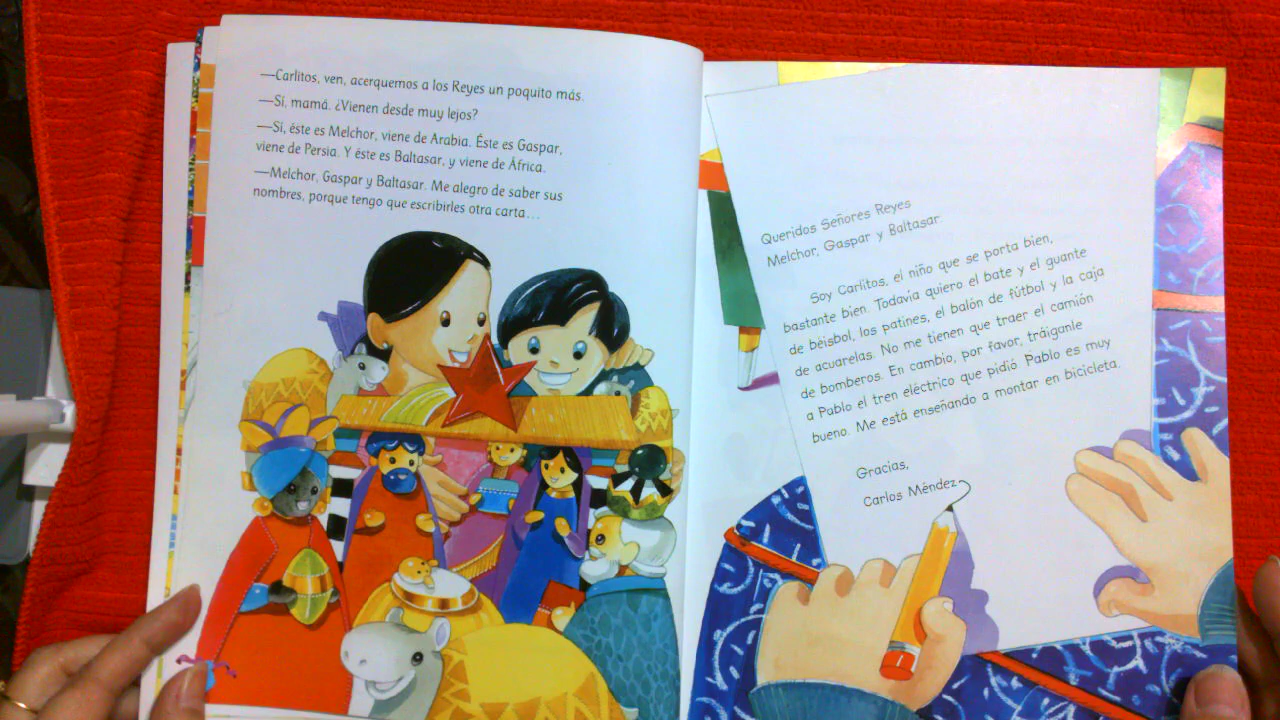 —Carlitos, ven, acerquemos a los Reyes un poquito más.
—Sí, mamá. ¿Vienen desde muy lejos?
—Sí, éste es Melchor, viene de Arabia. Éste es Gaspar,
viene de Persia. Y éste es Baltasar, y viene de África.
—Melchor, Gaspar y Baltasar. Me alegro de saber sus
nombres, porque tengo que escribirles otra carta…
Queridos Señores Reyes
Melchor, Gaspar y Baltasar:
Soy Carlitos, el niño que se porta bien,
bastante bien. Todavía quiero el bate y el guante
de béisbol, los patines, el balón de fútbol y la caja
de acuarelas. No me tienen que traer el camión
de bomberos. En cambio, por favor, tráiganle
a Pablo el tren eléctrico que pidió. Pablo es muy
bueno. Me está enseñando a montar en bicicleta.
Gracias,
Carlos Méndez